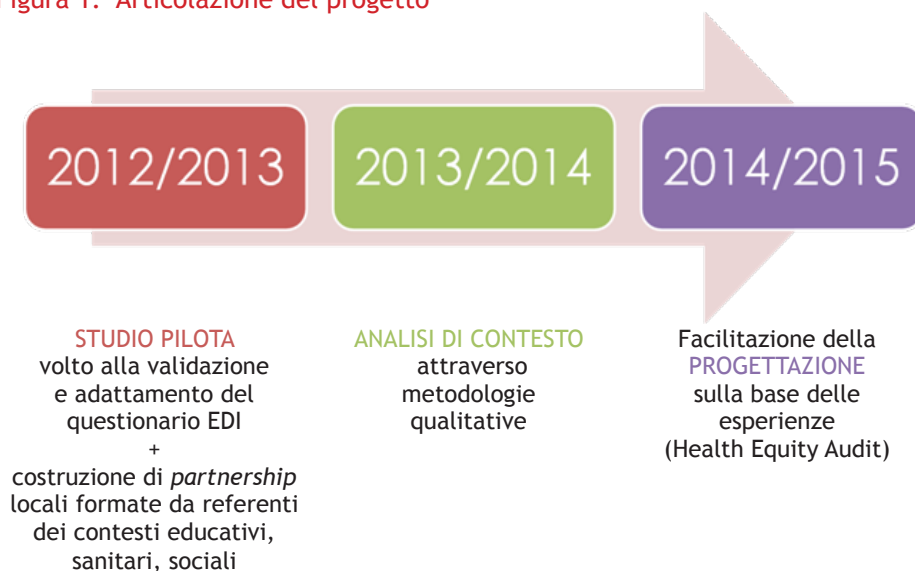 Figura 1. Articolazione del progetto
2012/2013
2013/2014
2014/2015
STUDIO PILOTA
volto alla validazione
e adattamento del
questionario EDI
+
costruzione di partnership
locali formate da referenti
dei contesti educativi,
sanitari, sociali
ANALISI DI CONTESTO
attraverso
metodologie
qualitative
Facilitazione della
PROGETTAZIONE
sulla base delle
esperienze
(Health Equity Audit)